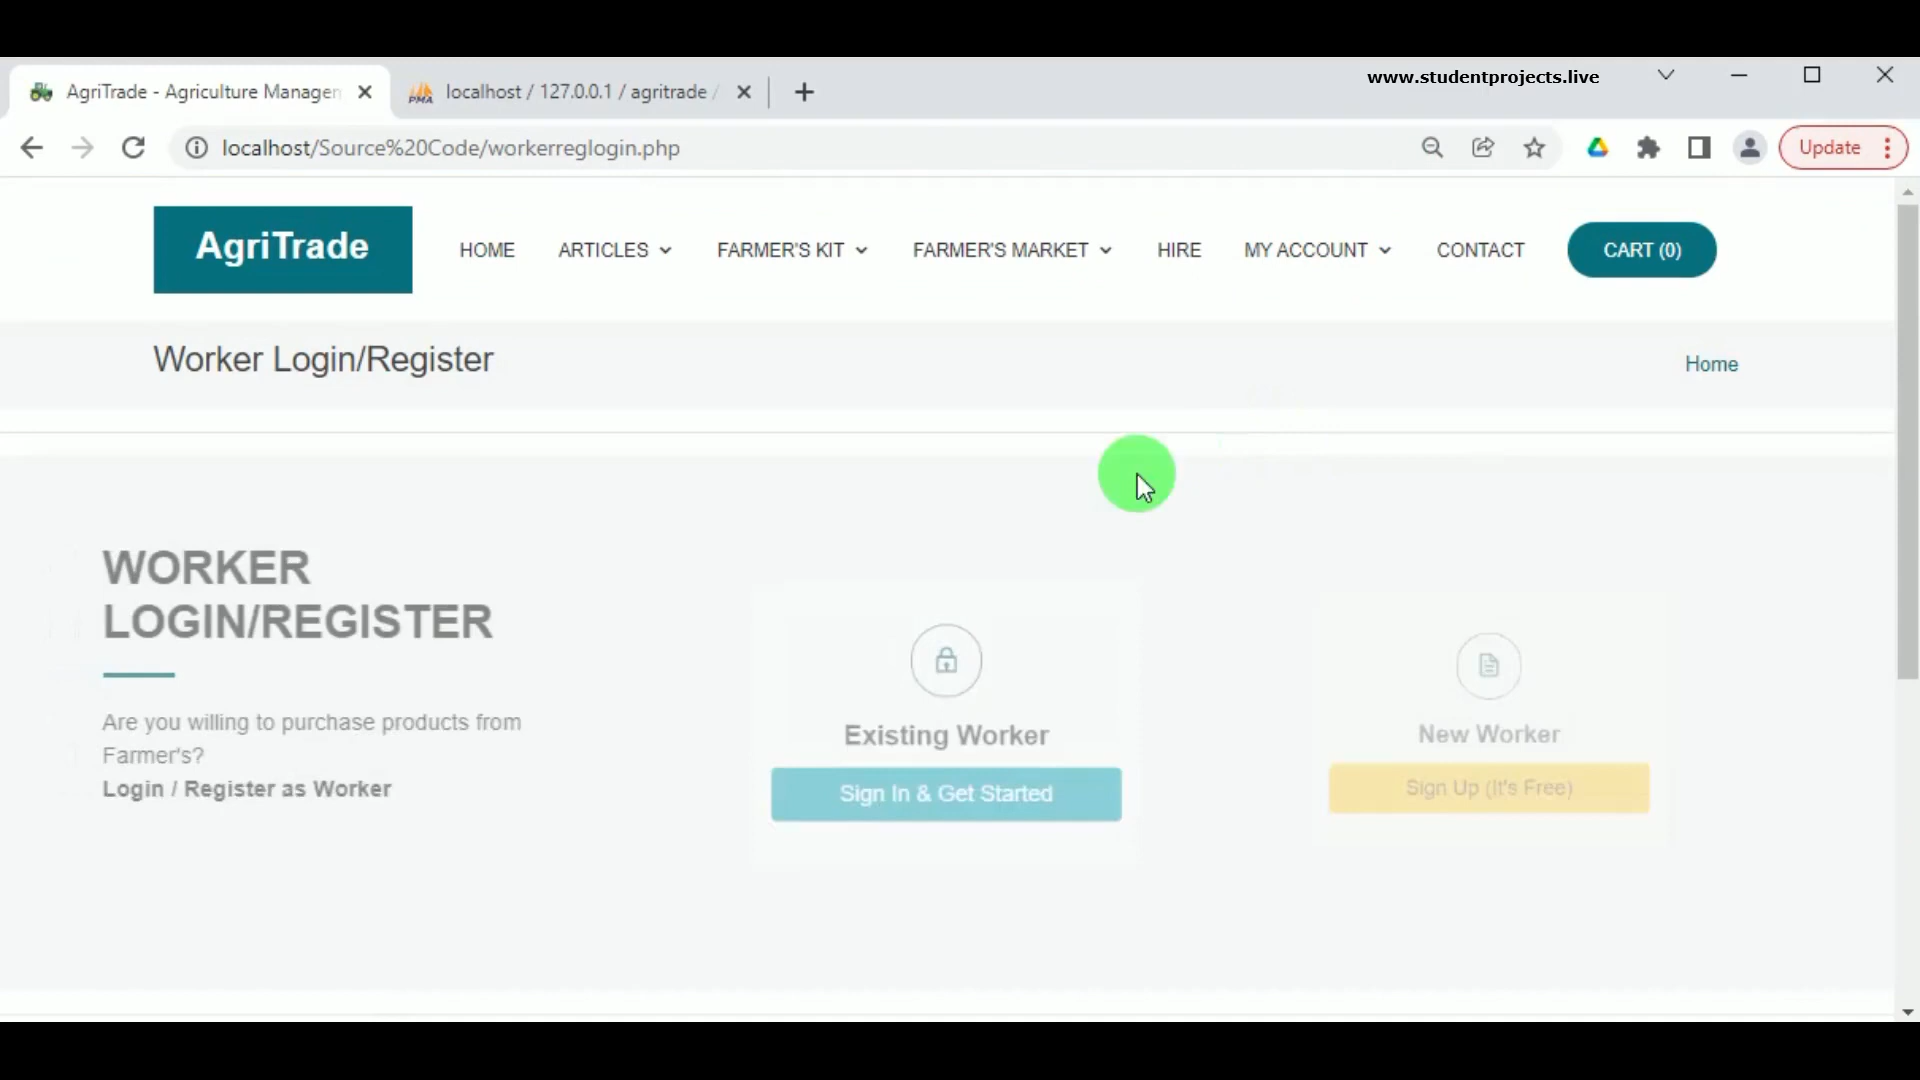 www.studentprojects.live
AgriTrade - Agriculture Managen
localhost / 127.0.0.1 / agritrade /
localhost/Source%20Code/workerreglogin.php
Update
AgriTrade
HOME
ARTICLES
FARMER'S KIT
FARMER'S MARKET
HIRE
MY ACCOUNT
CONTACT
CART (0)
Worker Login/Register
Home
WORKER
LOGIN/REGISTER
Are you willing to purchase products from
Farmer's?
Login / Register as Worker
Existing Worker
Sign In & Get Started
New Worker
Sign Up (It's Free)